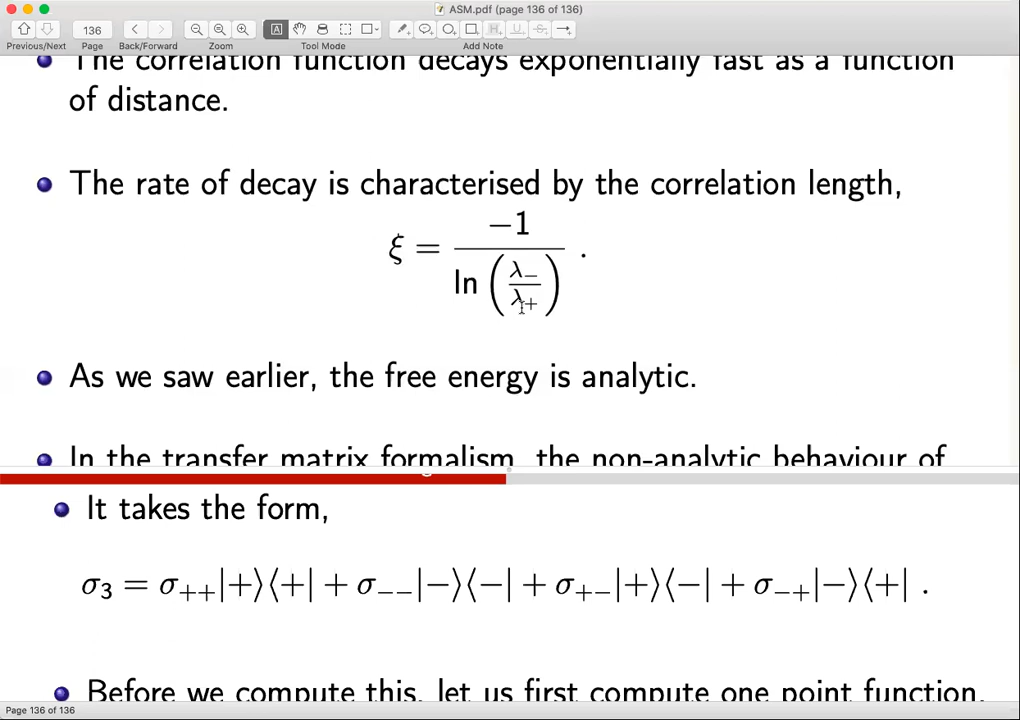 ASM.pdf (page 136 of 136)
136
Previous/Next Page Back/Forward Zoom Tool Mode Add Note
The correlation function decays exponentially fast as a function
of distance.
The rate of decay is characterised by the correlation length,
ξ = −1 / ln (λ− / λ+) .
As we saw earlier, the free energy is analytic.
In the transfer matrix formalism, the non-analytic behaviour of
It takes the form,
σ3 = σ++|+⟩⟨+| + σ−−|−⟩⟨−| + σ+−|+⟩⟨−| + σ−+|−⟩⟨+| .
Before we compute this, let us first compute one point function,
Page 136 of 136